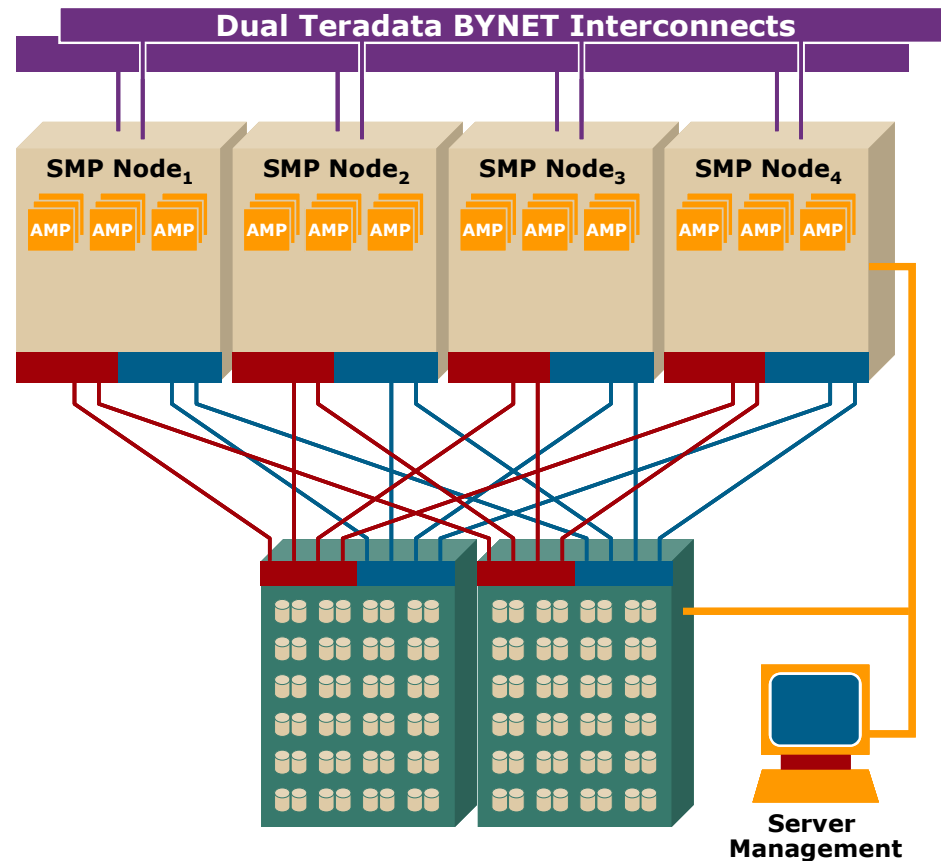 Dual Teradata BYNET Interconnects
SMP Node1 SMP Node2 SMP Node3 SMP Node4
AMP AMP AMP AMP AMP AMP AMP AMP AMP AMP AMP AMP
Server
Management